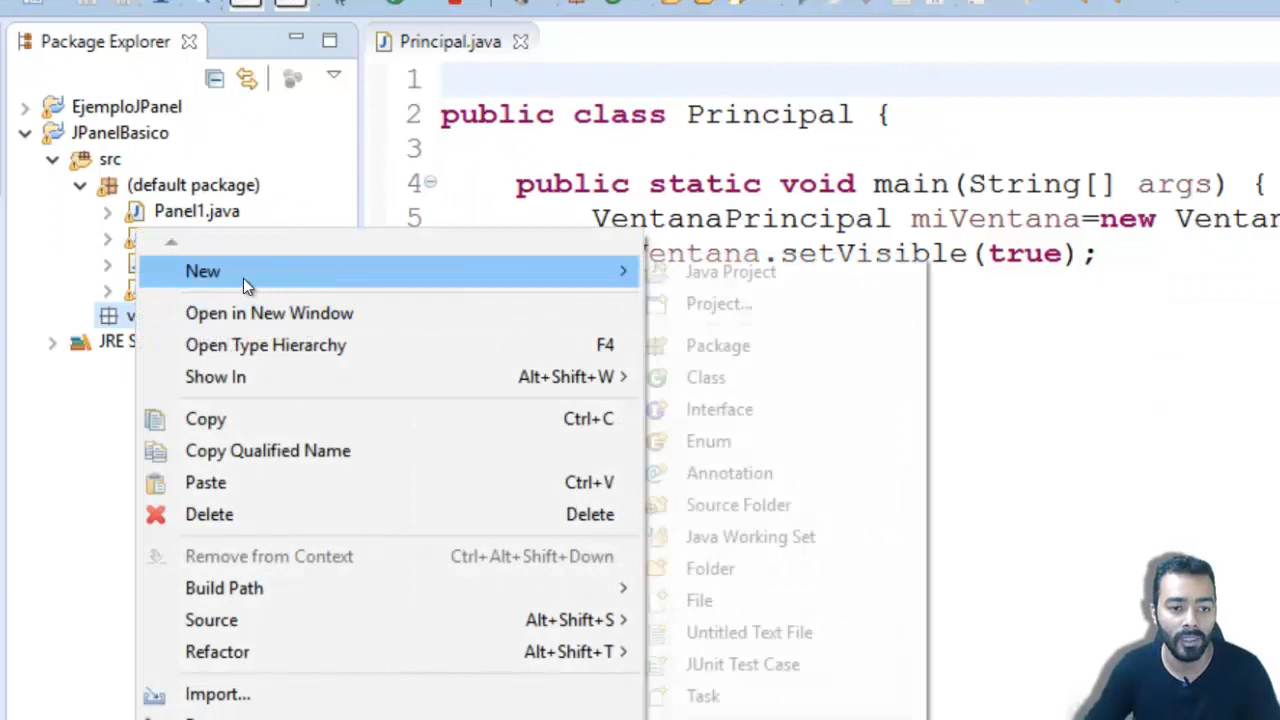 Package Explorer
Principal.java
EjemploJPanel
JPanelBasico
src
(default package)
Panel1.java
JRE S
1
2 public class Principal {
3
4 public static void main(String[] args) {
5 VentanaPrincipal miVentana=new Ventan
entana.setVisible(true);
New
Open in New Window
Open Type Hierarchy F4
Show In Alt+Shift+W
Copy Ctrl+C
Copy Qualified Name
Paste Ctrl+V
Delete Delete
Remove from Context Ctrl+Alt+Shift+Down
Build Path
Source Alt+Shift+S
Refactor Alt+Shift+T
Import...
Java Project
Project...
Package
Class
Interface
Enum
Annotation
Source Folder
Java Working Set
Folder
File
Untitled Text File
JUnit Test Case
Task